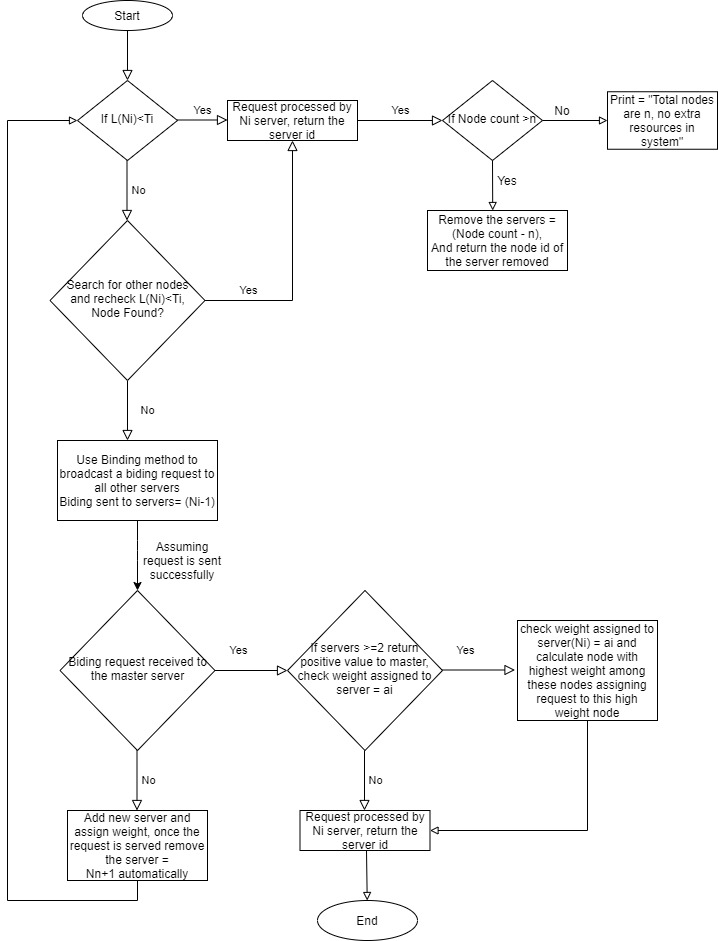 Start
If L(Ni)<Ti
Yes
Request processed by
Ni server, return the
server id
Yes
If Node count >n
No
Print = "Total nodes
are n, no extra
resources in
system"
No
Yes
Remove the servers =
(Node count - n),
And return the node id of
the server removed
Search for other nodes
and recheck L(Ni)<Ti,
Node Found?
Yes
No
Use Binding method to
broadcast a biding request to
all other servers
Biding sent to servers= (Ni-1)
Assuming
request is sent
successfully
Biding request received to
the master server
Yes
If servers >=2 return
positive value to master,
check weight assigned to
server = ai
Yes
check weight assigned to
server(Ni) = ai and
calculate node with
highest weight among
these nodes assigning
request to this high
weight node
No
No
Add new server and
assign weight, once the
request is served remove
the server =
Nn+1 automatically
Request processed by
Ni server, return the
server id
End